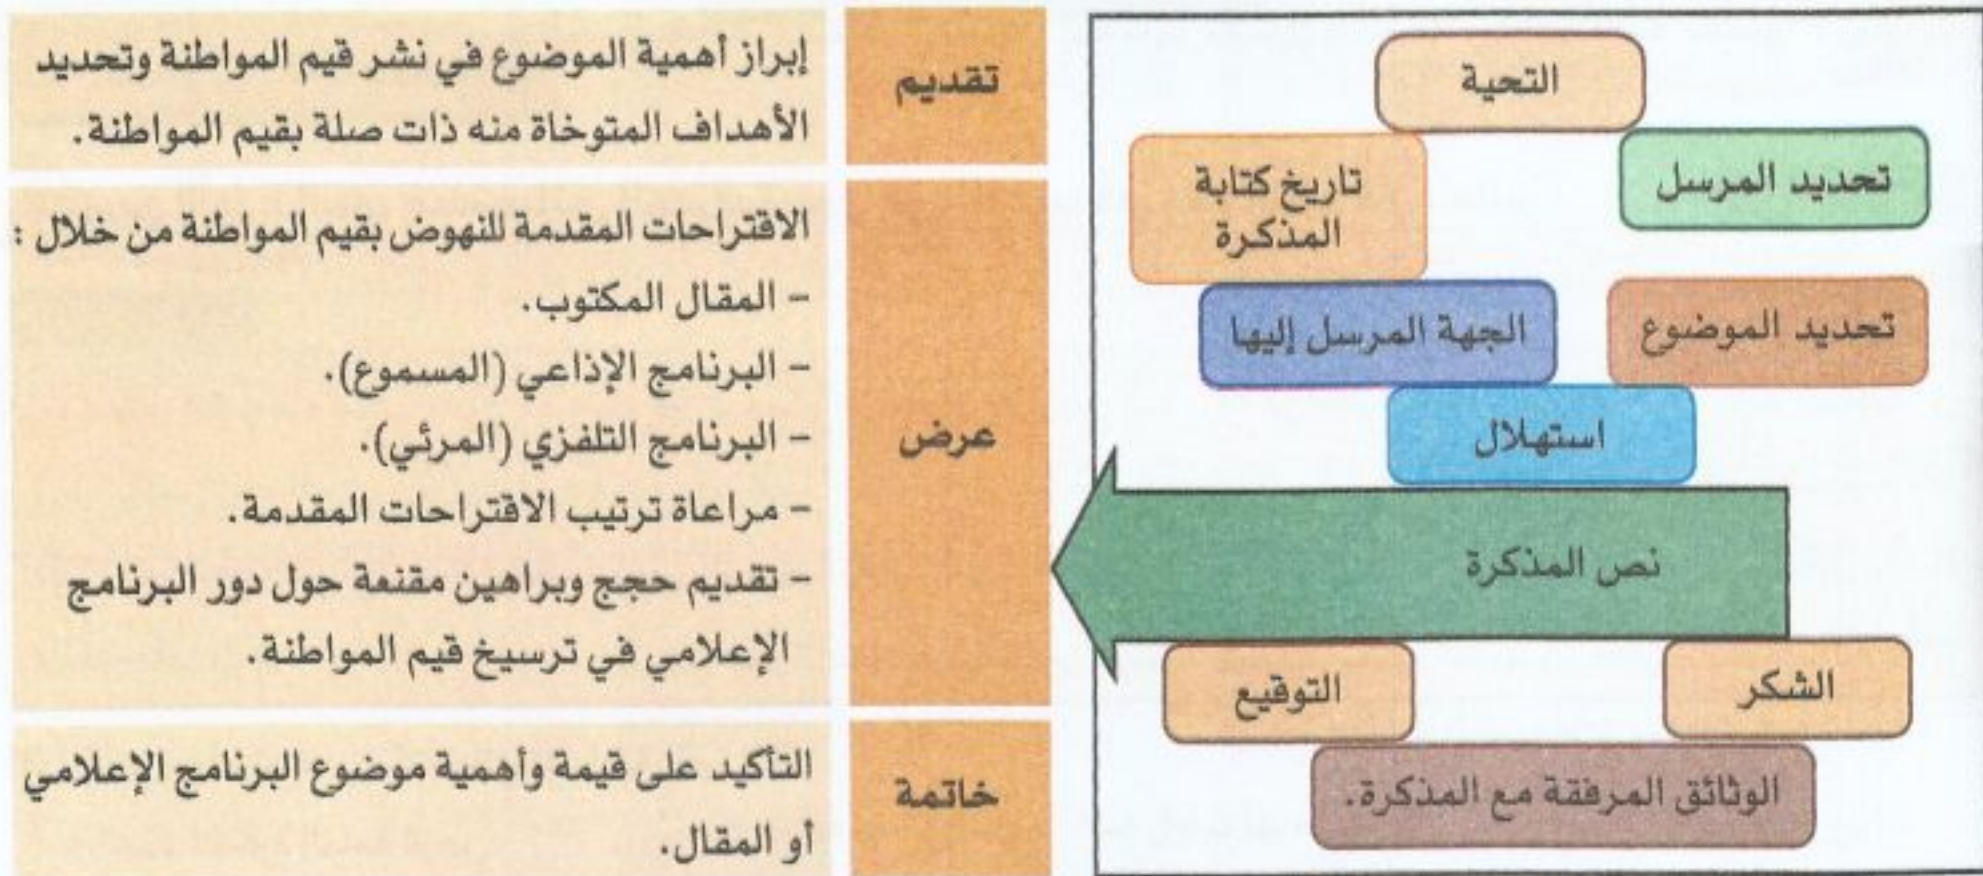 التحية
تحديد المرسل
تاريخ كتابة
المذكرة
تحديد الموضوع
الجهة المرسل إليها
استهلال
نص المذكرة
الشكر
التوقيع
الوثائق المرفقة مع المذكرة.
تقديم
إبراز أهمية الموضوع في نشر قيم المواطنة وتحديد
الأهداف المتوخاة منه ذات صلة بقيم المواطنة.
عرض
الاقتراحات المقدمة للنهوض بقيم المواطنة من خلال :
- المقال المكتوب.
- البرنامج الإذاعي (المسموع).
- البرنامج التلفزي (المرئي).
- مراعاة ترتيب الاقتراحات المقدمة.
- تقديم حجج وبراهين مقنعة حول دور البرنامج
الإعلامي في ترسيخ قيم المواطنة.
خاتمة
التأكيد على قيمة وأهمية موضوع البرنامج الإعلامي
أو المقال.